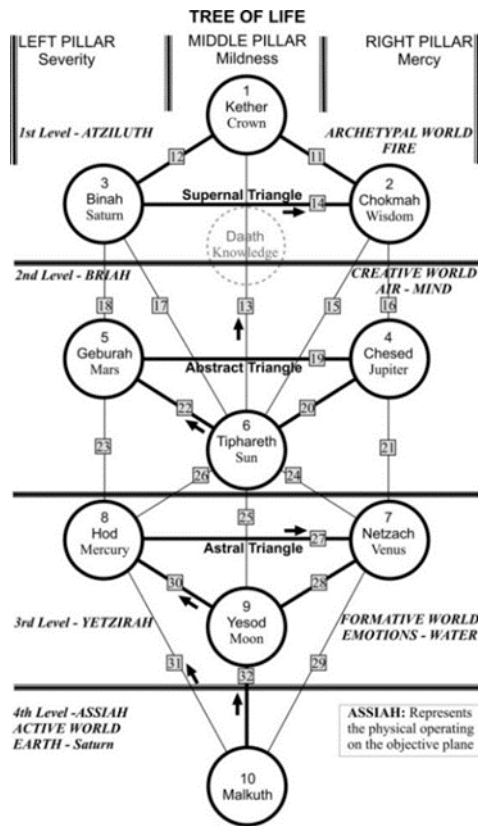 TREE OF LIFE
LEFT PILLAR
Severity
MIDDLE PILLAR
Mildness
RIGHT PILLAR
Mercy
1
Kether
Crown
1st Level - ATZILUTH
ARCHETYPAL WORLD
FIRE
12
11
3
Binah
Saturn
Supernal Triangle
14
2
Chokmah
Wisdom
Daath
Knowledge
2nd Level - BRIAH
CREATIVE WORLD
AIR - MIND
18
17
13
15
16
5
Geburah
Mars
19
Abstract Triangle
4
Chesed
Jupiter
22
20
6
Tiphareth
Sun
23
21
26
24
25
8
Hod
Mercury
27
Astral Triangle
7
Netzach
Venus
30
28
9
Yesod
Moon
3rd Level - YETZIRAH
FORMATIVE WORLD
EMOTIONS - WATER
31
32
29
4th Level -ASSIAH
ACTIVE WORLD
EARTH - Saturn
ASSIAH: Represents
the physical operating
on the objective plane
10
Malkuth